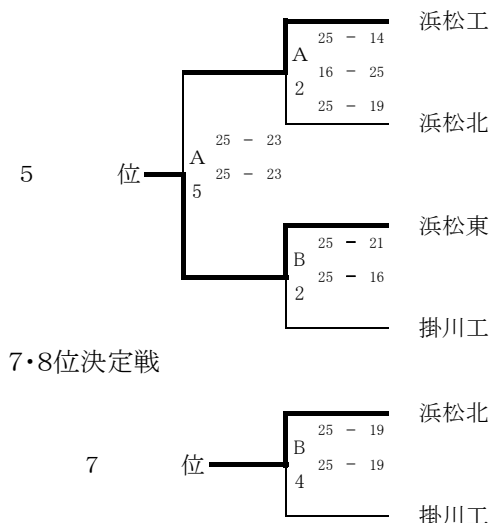 浜松工
25 － 14
A
16 － 25
2
25 － 19
浜松北
25 － 23
A
5 位
25 － 23
5
浜松東
25 － 21
B
25 － 16
2
掛川工
7・8位決定戦
浜松北
25 － 19
B
7 位
25 － 19
4
掛川工